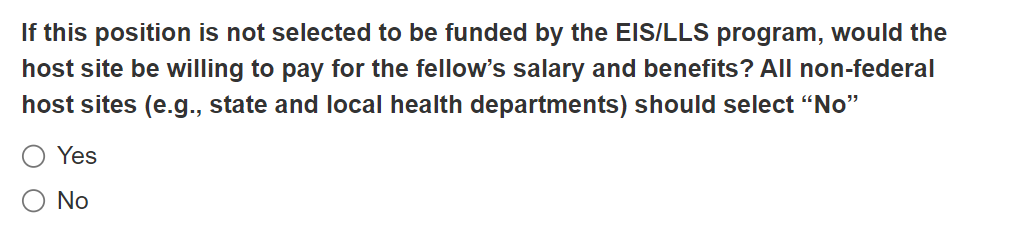 If this position is not selected to be funded by the EIS/LLS program, would the
host site be willing to pay for the fellow’s salary and benefits? All non-federal
host sites (e.g., state and local health departments) should select “No”
Yes
No